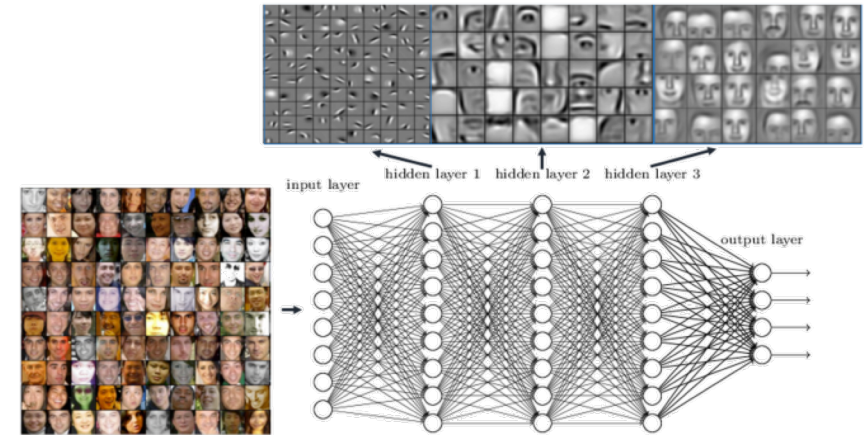 hidden layer 1 hidden layer 2 hidden layer 3
input layer
output layer